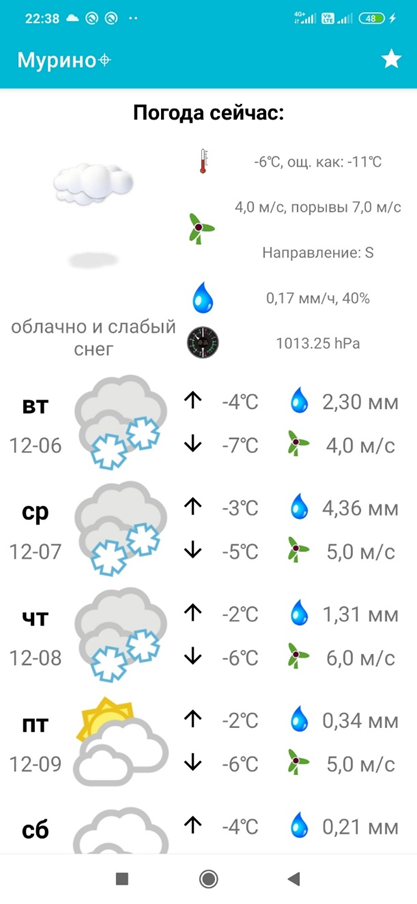 22:38
4G+
VoLTE
48
Мурино
Погода сейчас:
-6℃, ощ. как: -11℃
4,0 м/с, порывы 7,0 м/с
Направление: S
0,17 мм/ч, 40%
облачно и слабый
снег
1013.25 hPa
вт
-4℃
2,30 мм
12-06
-7℃
4,0 м/с
ср
-3℃
4,36 мм
12-07
-5℃
5,0 м/с
чт
-2℃
1,31 мм
12-08
-6℃
6,0 м/с
пт
-2℃
0,34 мм
12-09
-6℃
5,0 м/с
сб
-4℃
0,21 мм